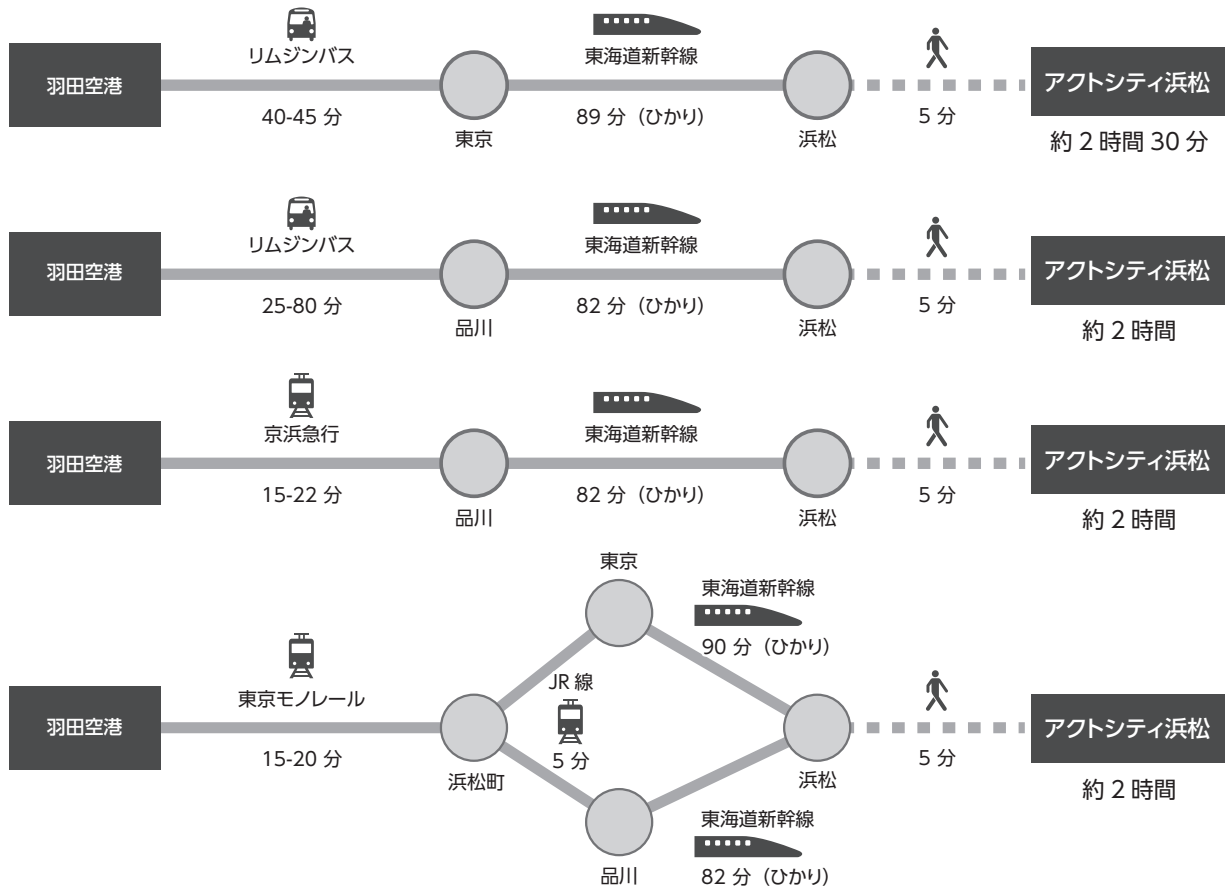 リムジンバス
東海道新幹線
羽田空港
アクトシティ浜松
40-45 分
89 分（ひかり）
5 分
東京
浜松
約 2 時間 30 分
リムジンバス
東海道新幹線
羽田空港
アクトシティ浜松
25-80 分
82 分（ひかり）
5 分
品川
浜松
約 2 時間
京浜急行
東海道新幹線
羽田空港
アクトシティ浜松
15-22 分
82 分（ひかり）
5 分
品川
浜松
約 2 時間
東京
東海道新幹線
90 分（ひかり）
JR 線
東京モノレール
羽田空港
アクトシティ浜松
15-20 分
5 分
5 分
浜松町
浜松
約 2 時間
東海道新幹線
品川
82 分（ひかり）